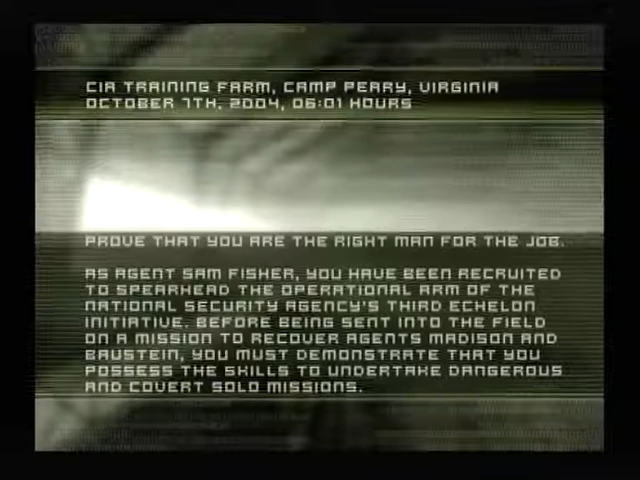 CIA TRAINING FARM, CAMP PEARY, VIRGINIA
OCTOBER 7TH, 2004, 06:01 HOURS
PROVE THAT YOU ARE THE RIGHT MAN FOR THE JOB.
AS AGENT SAM FISHER, YOU HAVE BEEN RECRUITED
TO SPEARHEAD THE OPERATIONAL ARM OF THE
NATIONAL SECURITY AGENCY'S THIRD ECHELON
INITIATIVE. BEFORE BEING SENT INTO THE FIELD
ON A MISSION TO RECOVER AGENTS MADISON AND
BAUSTEIN, YOU MUST DEMONSTRATE THAT YOU
POSSESS THE SKILLS TO UNDERTAKE DANGEROUS
AND COVERT SOLO MISSIONS.